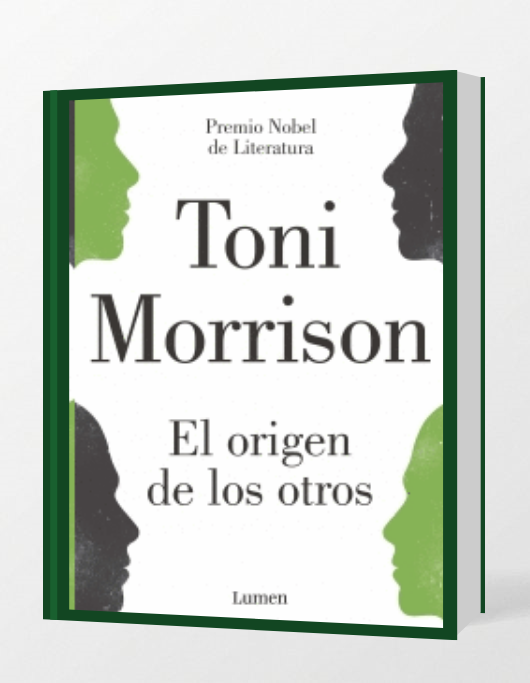 Premio Nobel
de Literatura
Toni
Morrison
El origen
de los otros
Lumen